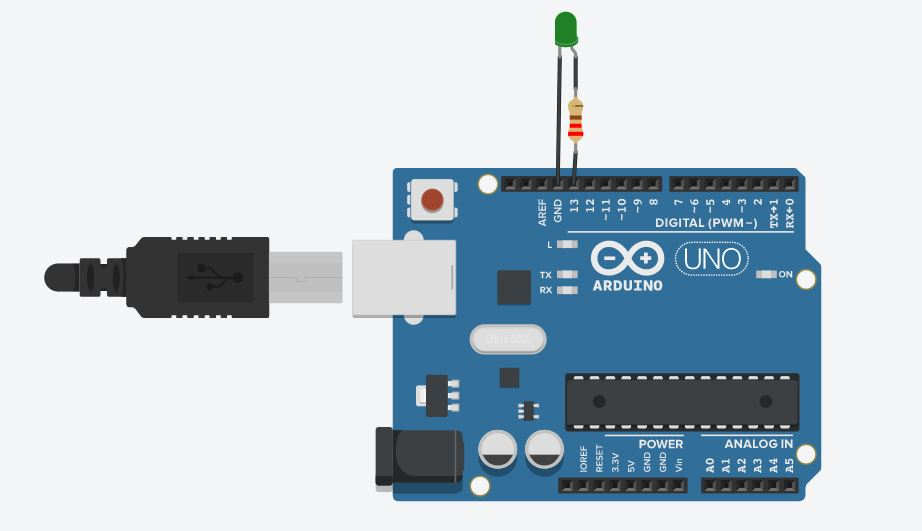 AREF
GND
13
12
~11
~10
~9
8
7
~6
~5
4
~3
2
TX→1
RX←0
DIGITAL (PWM~)
L
TX
RX
ARDUINO
UNO
ON
SPK16.000G
POWER
ANALOG IN
IOREF
RESET
3.3V
5V
GND
GND
Vin
A0
A1
A2
A3
A4
A5